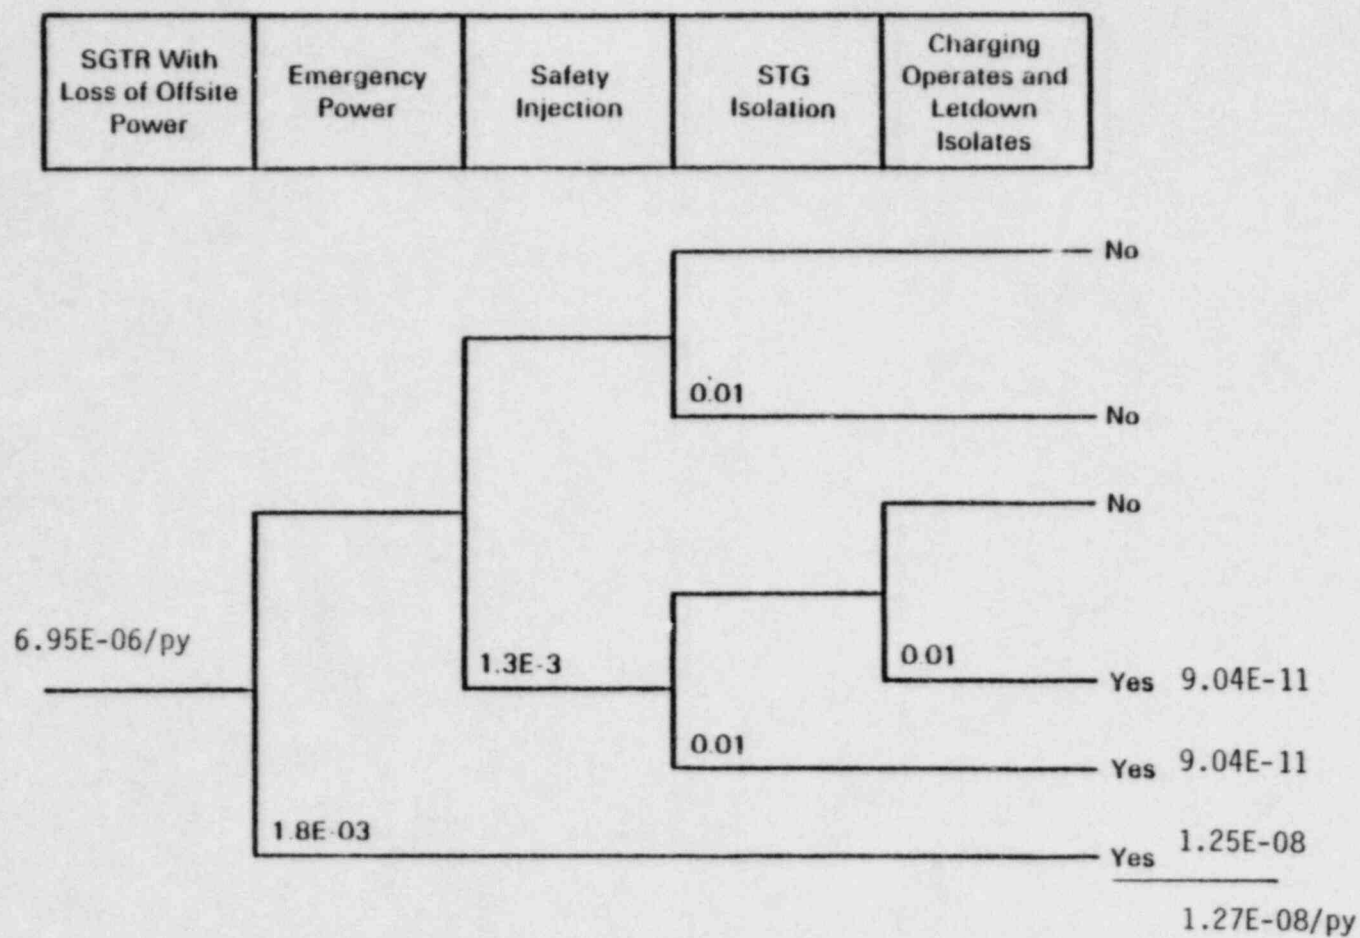 SGTR With
Loss of Offsite
Power
Emergency
Power
Safety
Injection
STG
Isolation
Charging
Operates and
Letdown
Isolates
No
0.01
No
No
6.95E-06/py
1.3E-3
0.01
Yes 9.04E-11
0.01
Yes 9.04E-11
1.8E-03
Yes 1.25E-08
1.27E-08/py